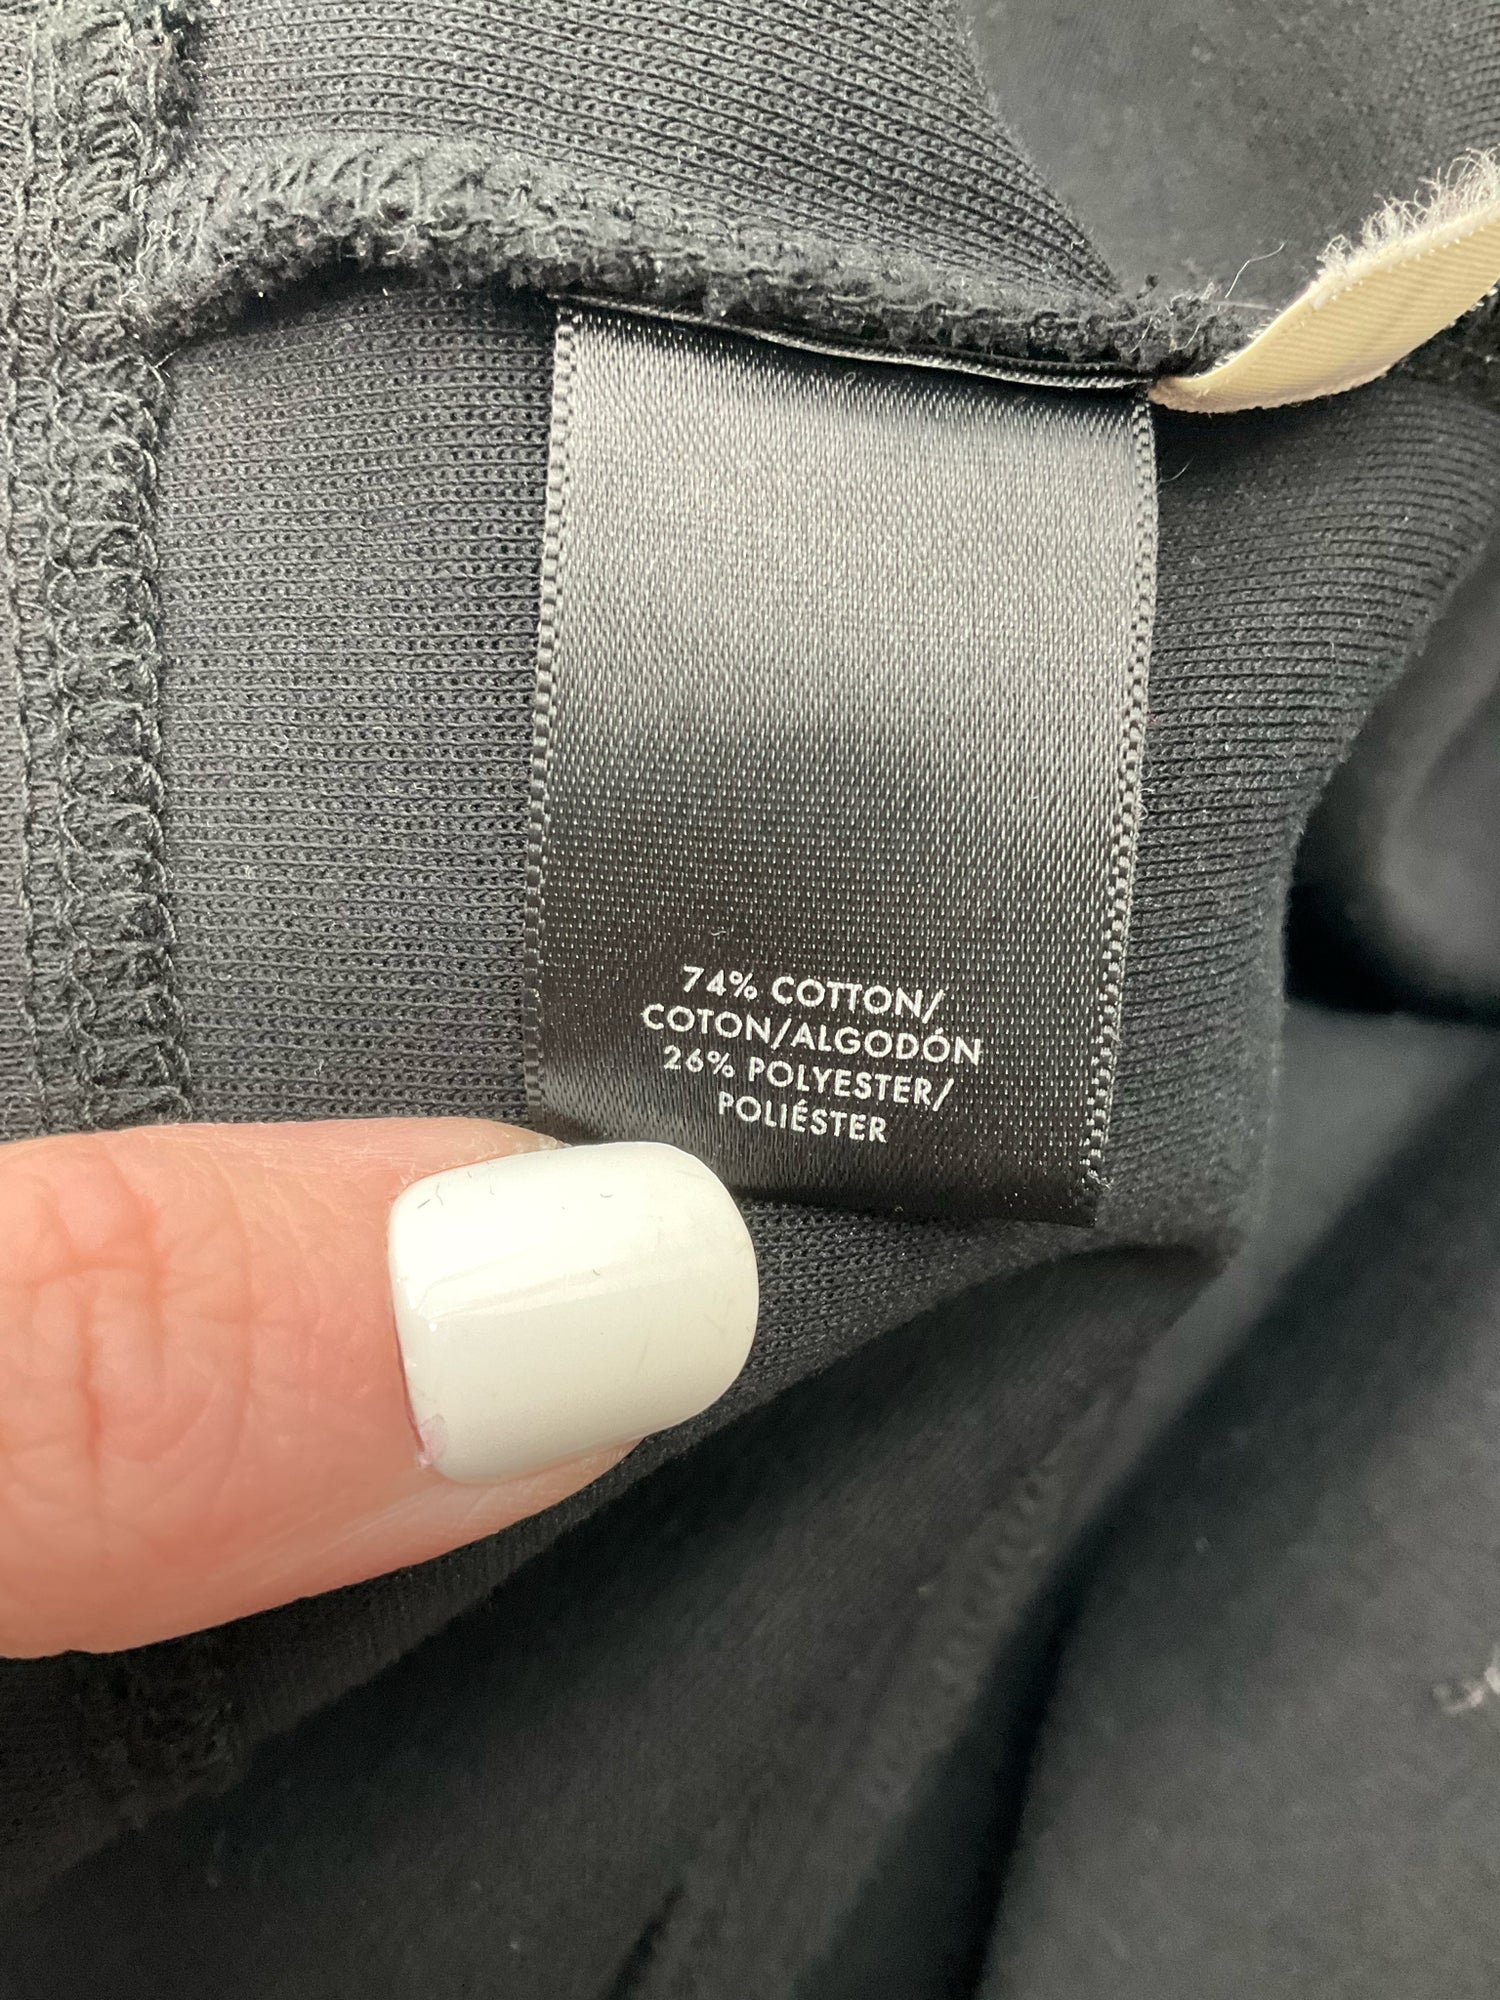 74% COTTON/
COTON/ALGODÓN
26% POLYESTER/
POLIÉSTER